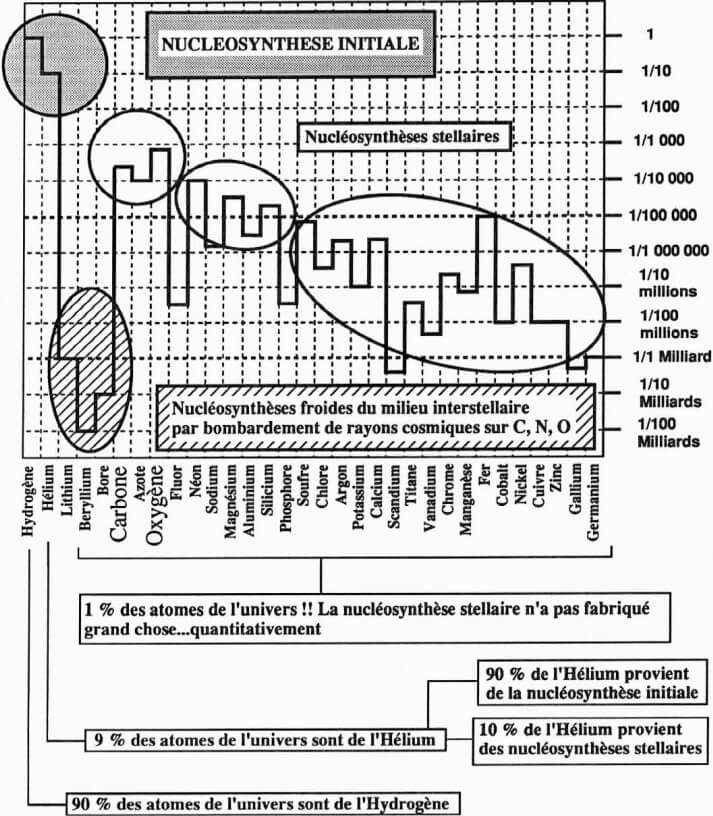 NUCLEOSYNTHESE INITIALE
Nucléosynthèses stellaires
1
1/10
1/100
1/1 000
1/10 000
1/100 000
1/1 000 000
1/10
millions
1/100
millions
1/1 Milliard
1/10
Milliards
1/100
Milliards
Nucléosynthèses froides du milieu interstellaire
par bombardement de rayons cosmiques sur C, N, O
Hydrogène
Hélium
Lithium
Beryllium
Bore
Carbone
Azote
Oxygène
Fluor
Néon
Sodium
Magnésium
Aluminium
Silicium
Phosphore
Soufre
Chlore
Argon
Potassium
Calcium
Scandium
Titane
Vanadium
Chrome
Manganèse
Fer
Cobalt
Nickel
Cuivre
Zinc
Gallium
Germanium
1 % des atomes de l'univers !! La nucléosynthèse stellaire n'a pas fabriqué
grand chose...quantitativement
90 % de l'Hélium provient
de la nucléosynthèse initiale
9 % des atomes de l'univers sont de l'Hélium
10 % de l'Hélium provient
des nucléosynthèses stellaires
90 % des atomes de l'univers sont de l'Hydrogène